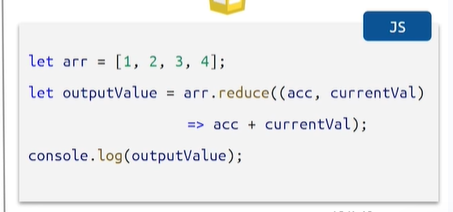 JS
let arr = [1, 2, 3, 4];
let outputValue = arr.reduce((acc, currentVal)
=> acc + currentVal);
console.log(outputValue);